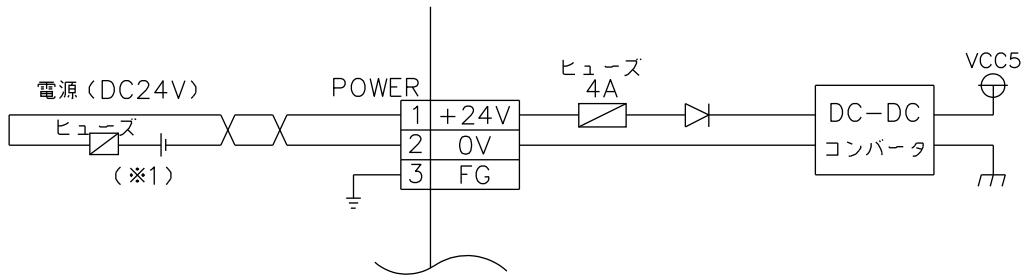 電源(DC24V)
ヒューズ
(※1)
POWER
1 +24V
2 0V
3 FG
ヒューズ
4A
DC-DC
コンバータ
VCC5